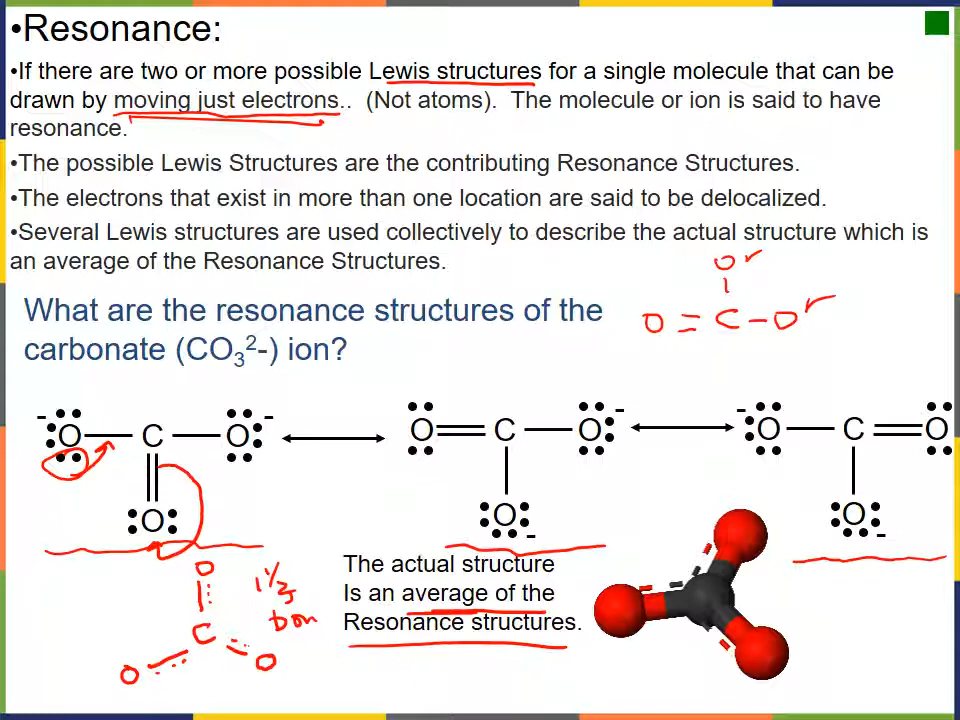 •Resonance:
•If there are two or more possible Lewis structures for a single molecule that can be
drawn by moving just electrons.. (Not atoms). The molecule or ion is said to have
resonance.
•The possible Lewis Structures are the contributing Resonance Structures.
•The electrons that exist in more than one location are said to be delocalized.
•Several Lewis structures are used collectively to describe the actual structure which is
an average of the Resonance Structures.
O
O = C - O
What are the resonance structures of the
carbonate (CO₃²-) ion?
- O C O -
O
O C O -
O -
- O C O
O -
The actual structure
Is an average of the
Resonance structures.
O
C
O O
1 1/3